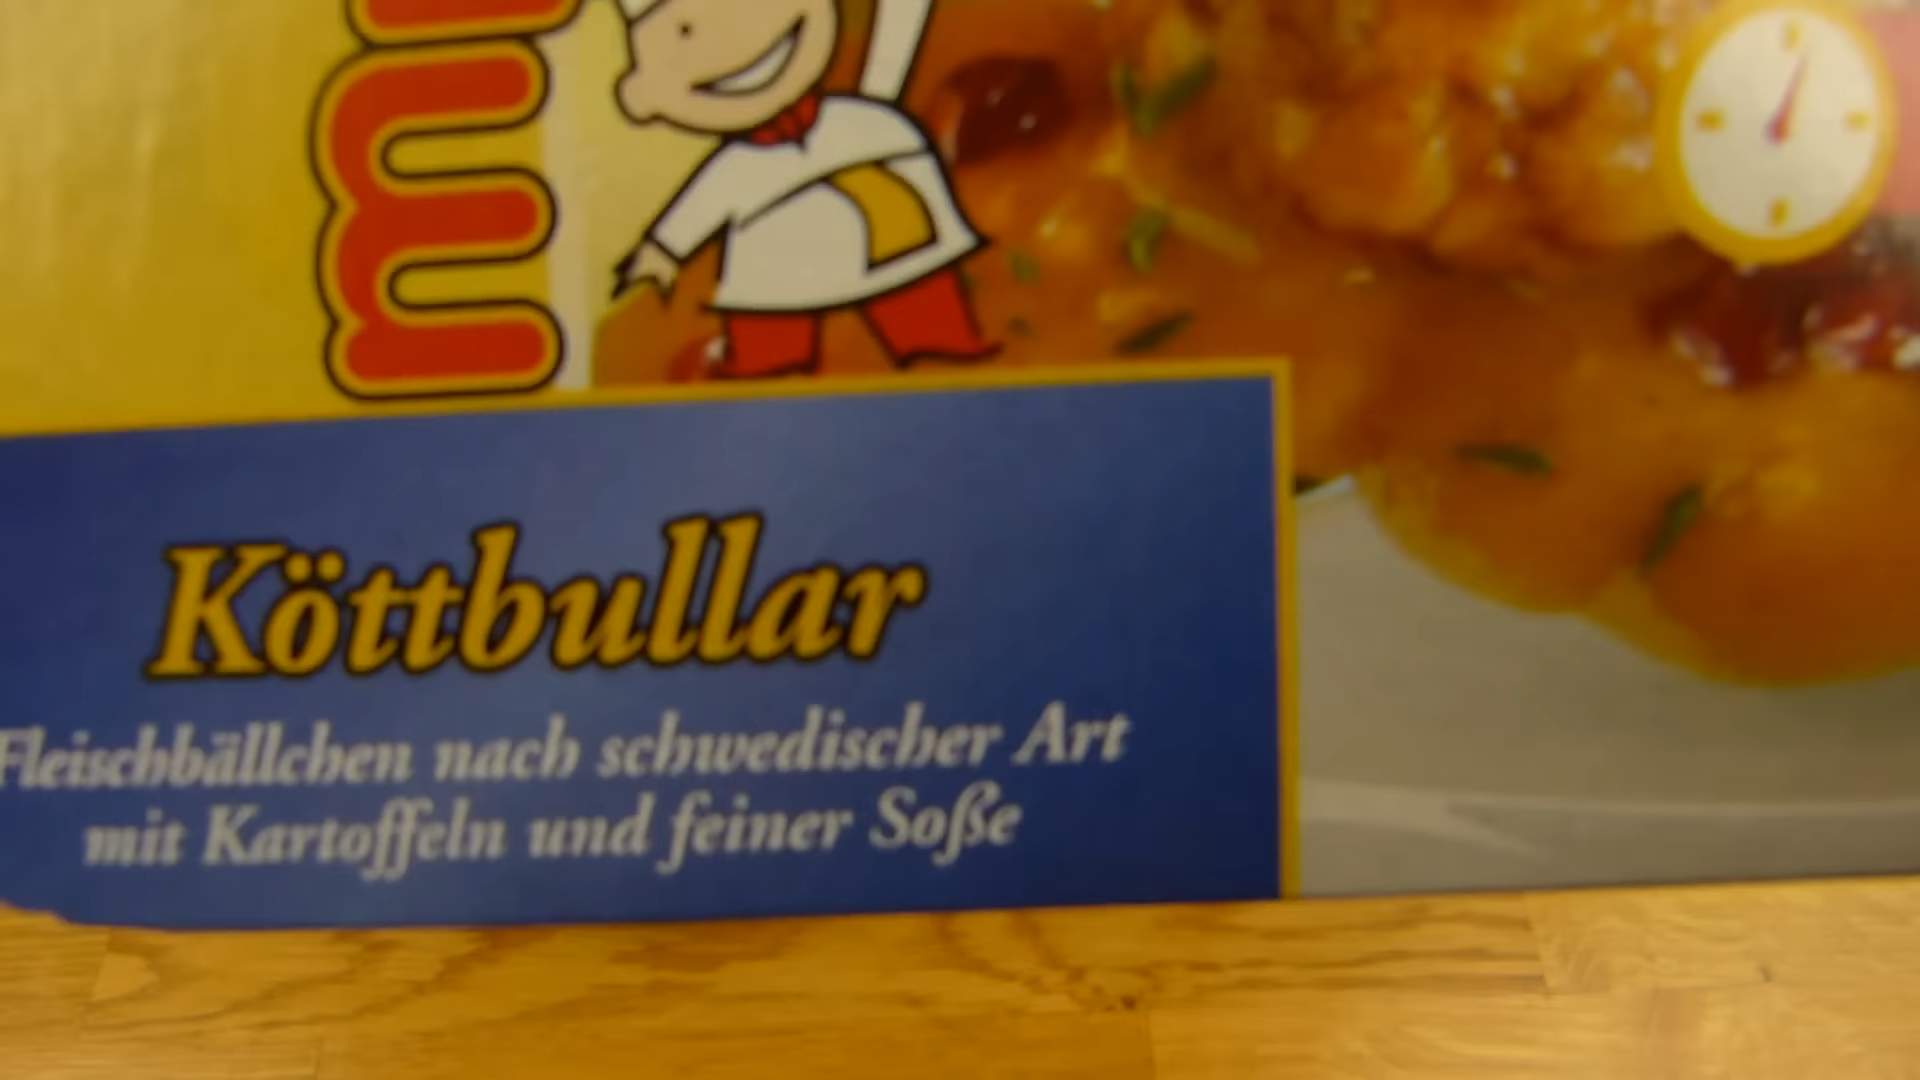 Köttbullar
Fleischbällchen nach schwedischer Art
mit Kartoffeln und feiner Soße